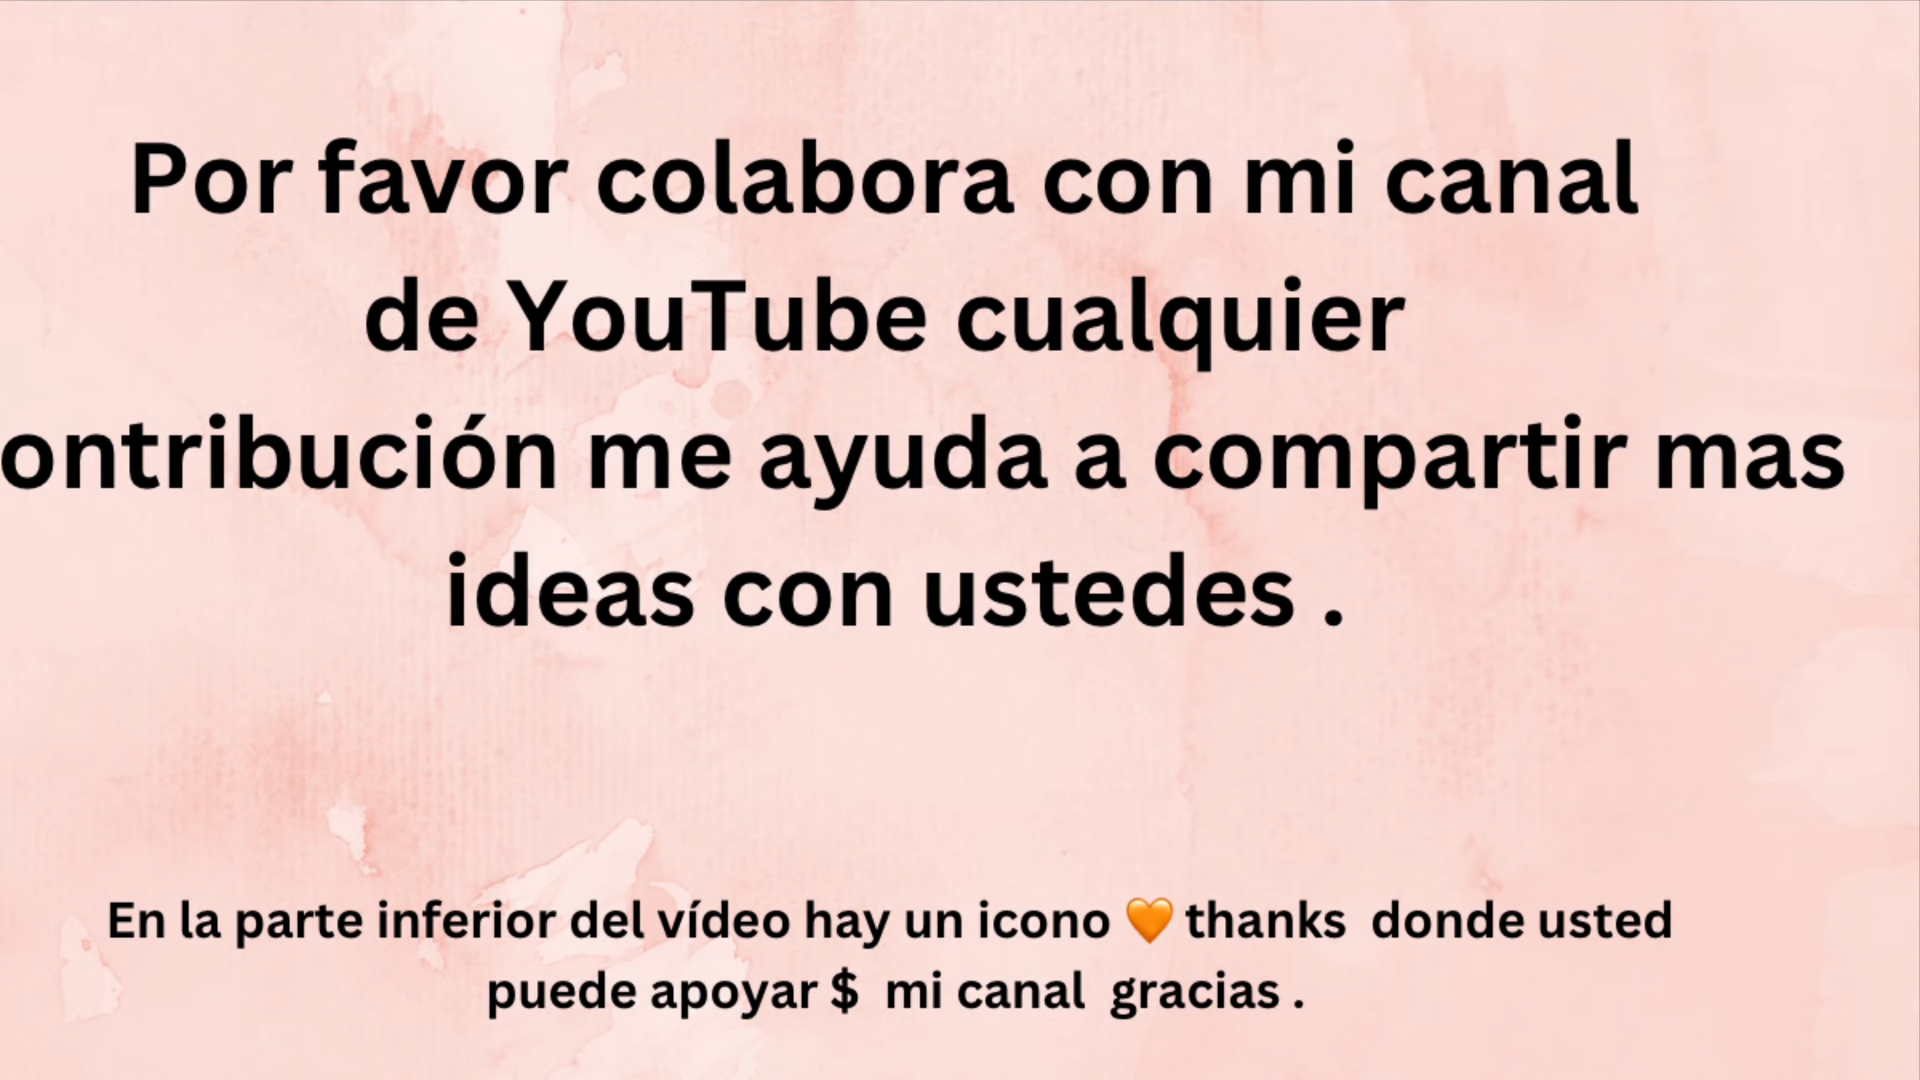 Por favor colabora con mi canal
de YouTube cualquier
ontribución me ayuda a compartir mas
ideas con ustedes .
En la parte inferior del vídeo hay un icono 🧡 thanks donde usted
puede apoyar $ mi canal gracias .